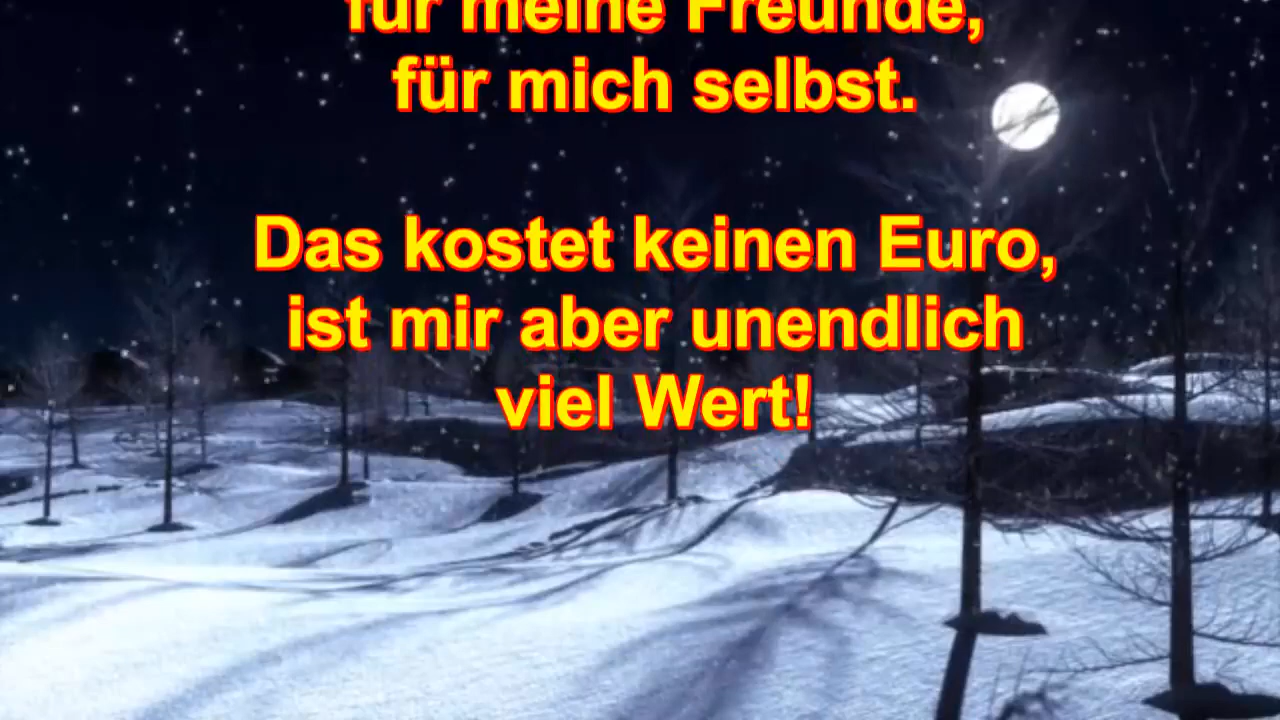 für meine Freunde,
für mich selbst.
Das kostet keinen Euro,
ist mir aber unendlich
viel Wert!